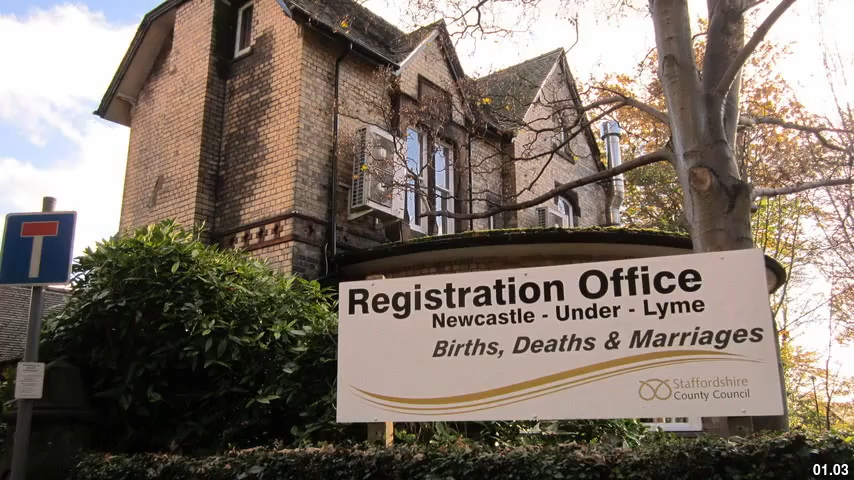 Registration Office
Newcastle - Under - Lyme
Births, Deaths & Marriages
Staffordshire
County Council
01.03